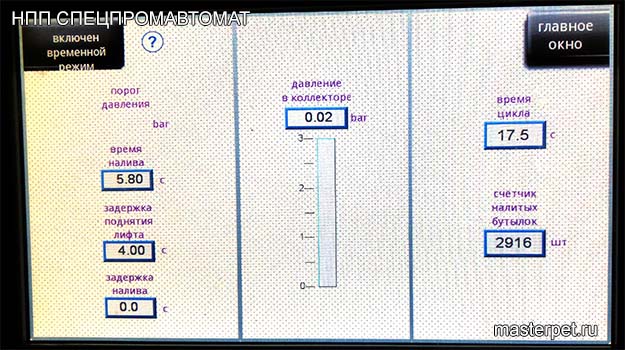 НПП СПЕЦПРОМАВТОМАТ
включен
временной
режим
?
главное
окно
порог
давления
bar
время
налива
5.80 с
задержка
поднятия
лифта
4.00 с
задержка
налива
0.0 с
давление
в коллекторе
0.02 bar
3
2
1
0
время
цикла
17.5 с
счетчик
налитых
бутылок
2916 шт
masterpet.ru